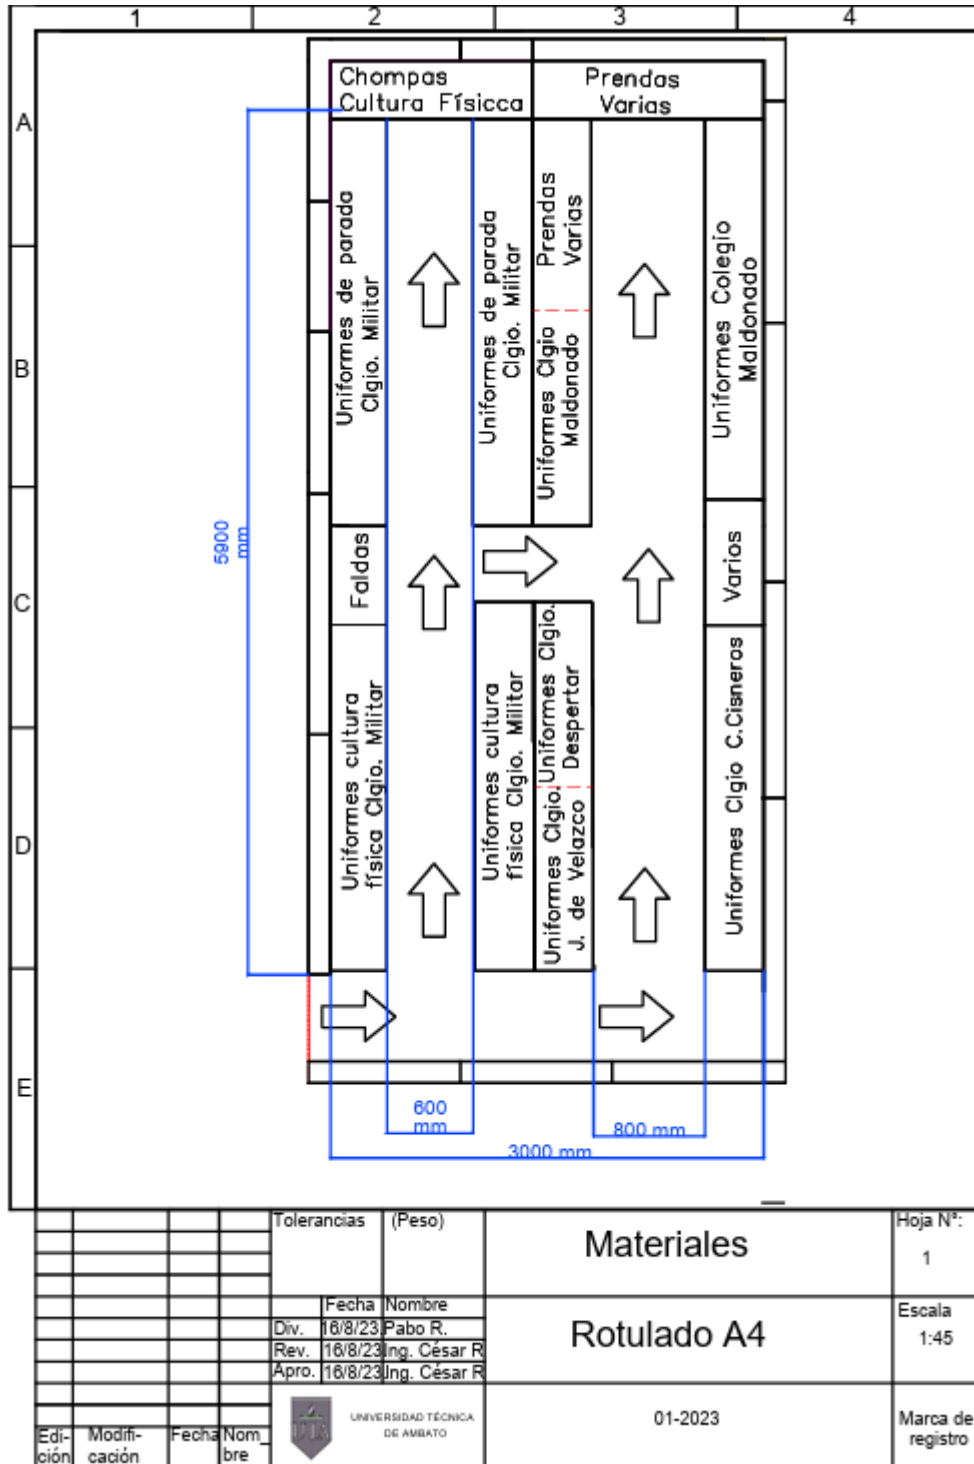 1
2
3
4
A
B
C
D
E
Chompas
Cultura Físicca
Prendas
Varias
Uniformes de parada
Clgio. Militar
Uniformes de parada
Clgio. Militar
Prendas
Varias
Uniformes Clgio
Maldonado
Uniformes Colegio
Maldonado
5900
mm
Faldas
Varios
Uniformes cultura
física Clgio. Militar
Uniformes cultura
física Clgio. Militar
Uniformes Clgio.
Despertar
Uniformes Clgio.
J. de Velazco
Uniformes Clgio C.Cisneros
600
mm
800 mm
3000 mm
Tolerancias
(Peso)
Materiales
Hoja N°:
1
Fecha
Nombre
Div.
16/8/23
Pabo R.
Rev.
16/8/23
Ing. César R
Apro.
16/8/23
Ing. César R
Rotulado A4
Escala
1:45
UTA
UNIVERSIDAD TÉCNICA
DE AMBATO
01-2023
Marca de
registro
Edi-
ción
Modifi-
cación
Fecha
Nom_
bre